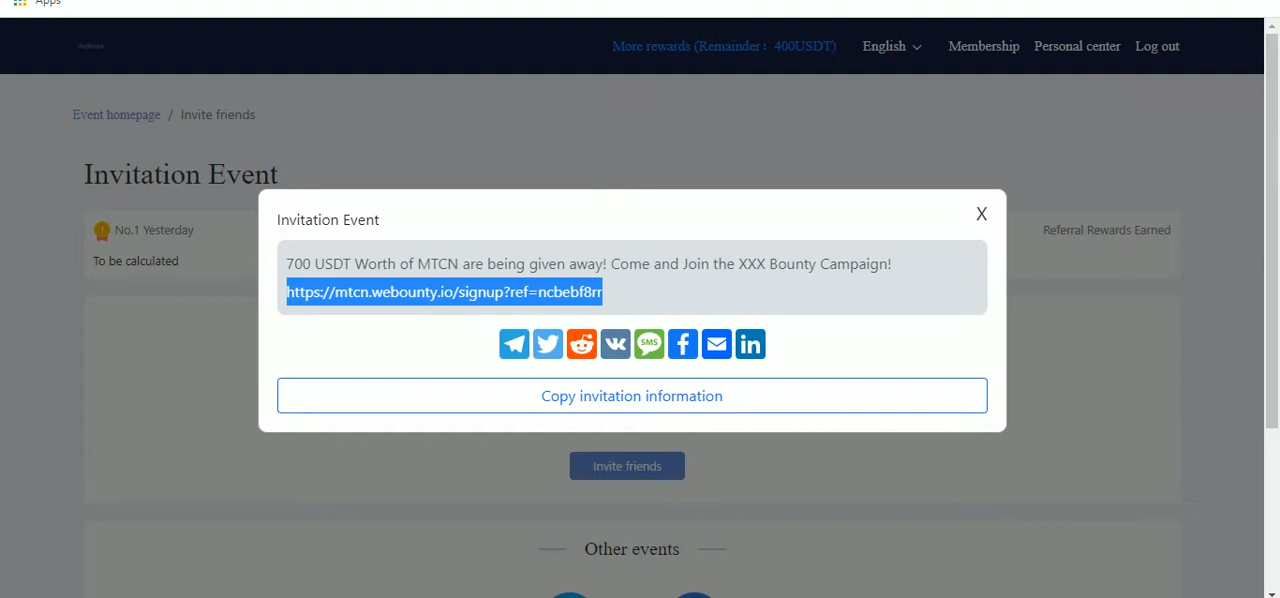 Apps
More rewards (Remainder : 400USDT)
English
Membership
Personal center
Log out
Event homepage / Invite friends
Invitation Event
No.1 Yesterday
To be calculated
Referral Rewards Earned
Invitation Event
X
700 USDT Worth of MTCN are being given away! Come and Join the XXX Bounty Campaign!
https://mtcn.webounty.io/signup?ref=ncbebf8rr
SMS
Copy invitation information
Invite friends
Other events